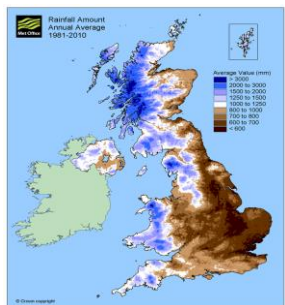 Met Office
Rainfall Amount
Annual Average
1981-2010
Average Value (mm)
> 3000
2000 to 3000
1500 to 2000
1250 to 1500
1000 to 1250
800 to 1000
700 to 800
600 to 700
< 600
© Crown copyright